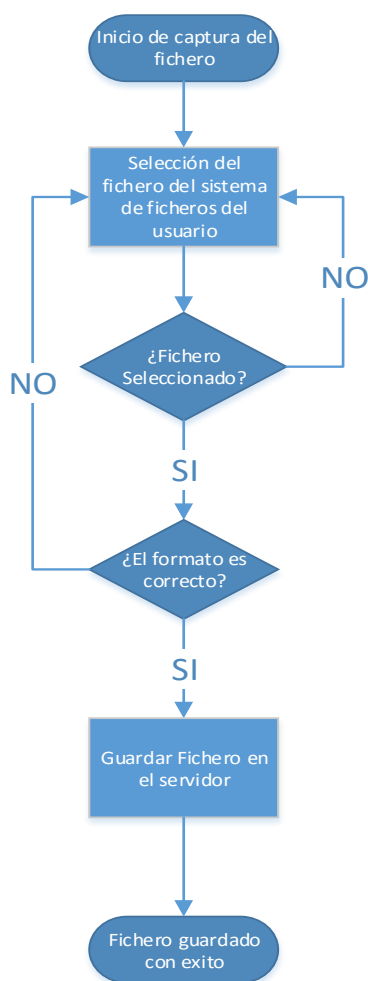 Inicio de captura del
fichero
Selección del
fichero del sistema
de ficheros del
usuario
NO
¿Fichero
Seleccionado?
NO
SI
¿El formato es
correcto?
SI
Guardar Fichero en
el servidor
Fichero guardado
con exito